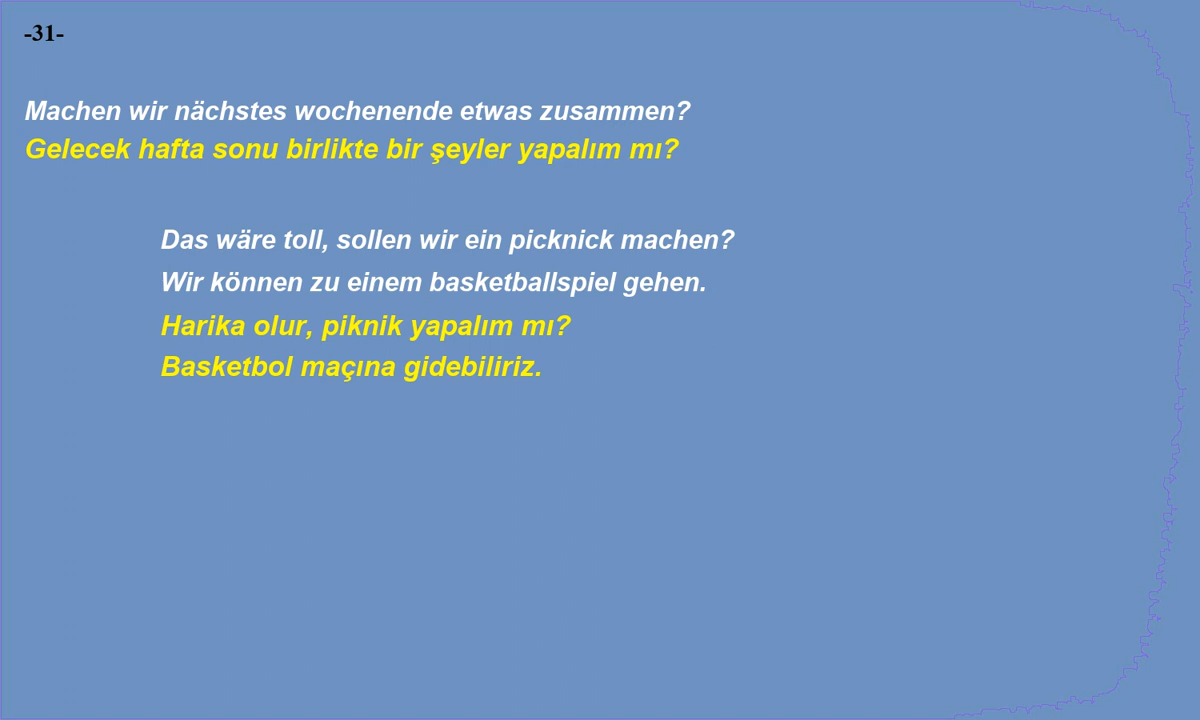 -31-
Machen wir nächstes wochenende etwas zusammen?
Gelecek hafta sonu birlikte bir şeyler yapalım mı?
Das wäre toll, sollen wir ein picknick machen?
Wir können zu einem basketballspiel gehen.
Harika olur, piknik yapalım mı?
Basketbol maçına gidebiliriz.